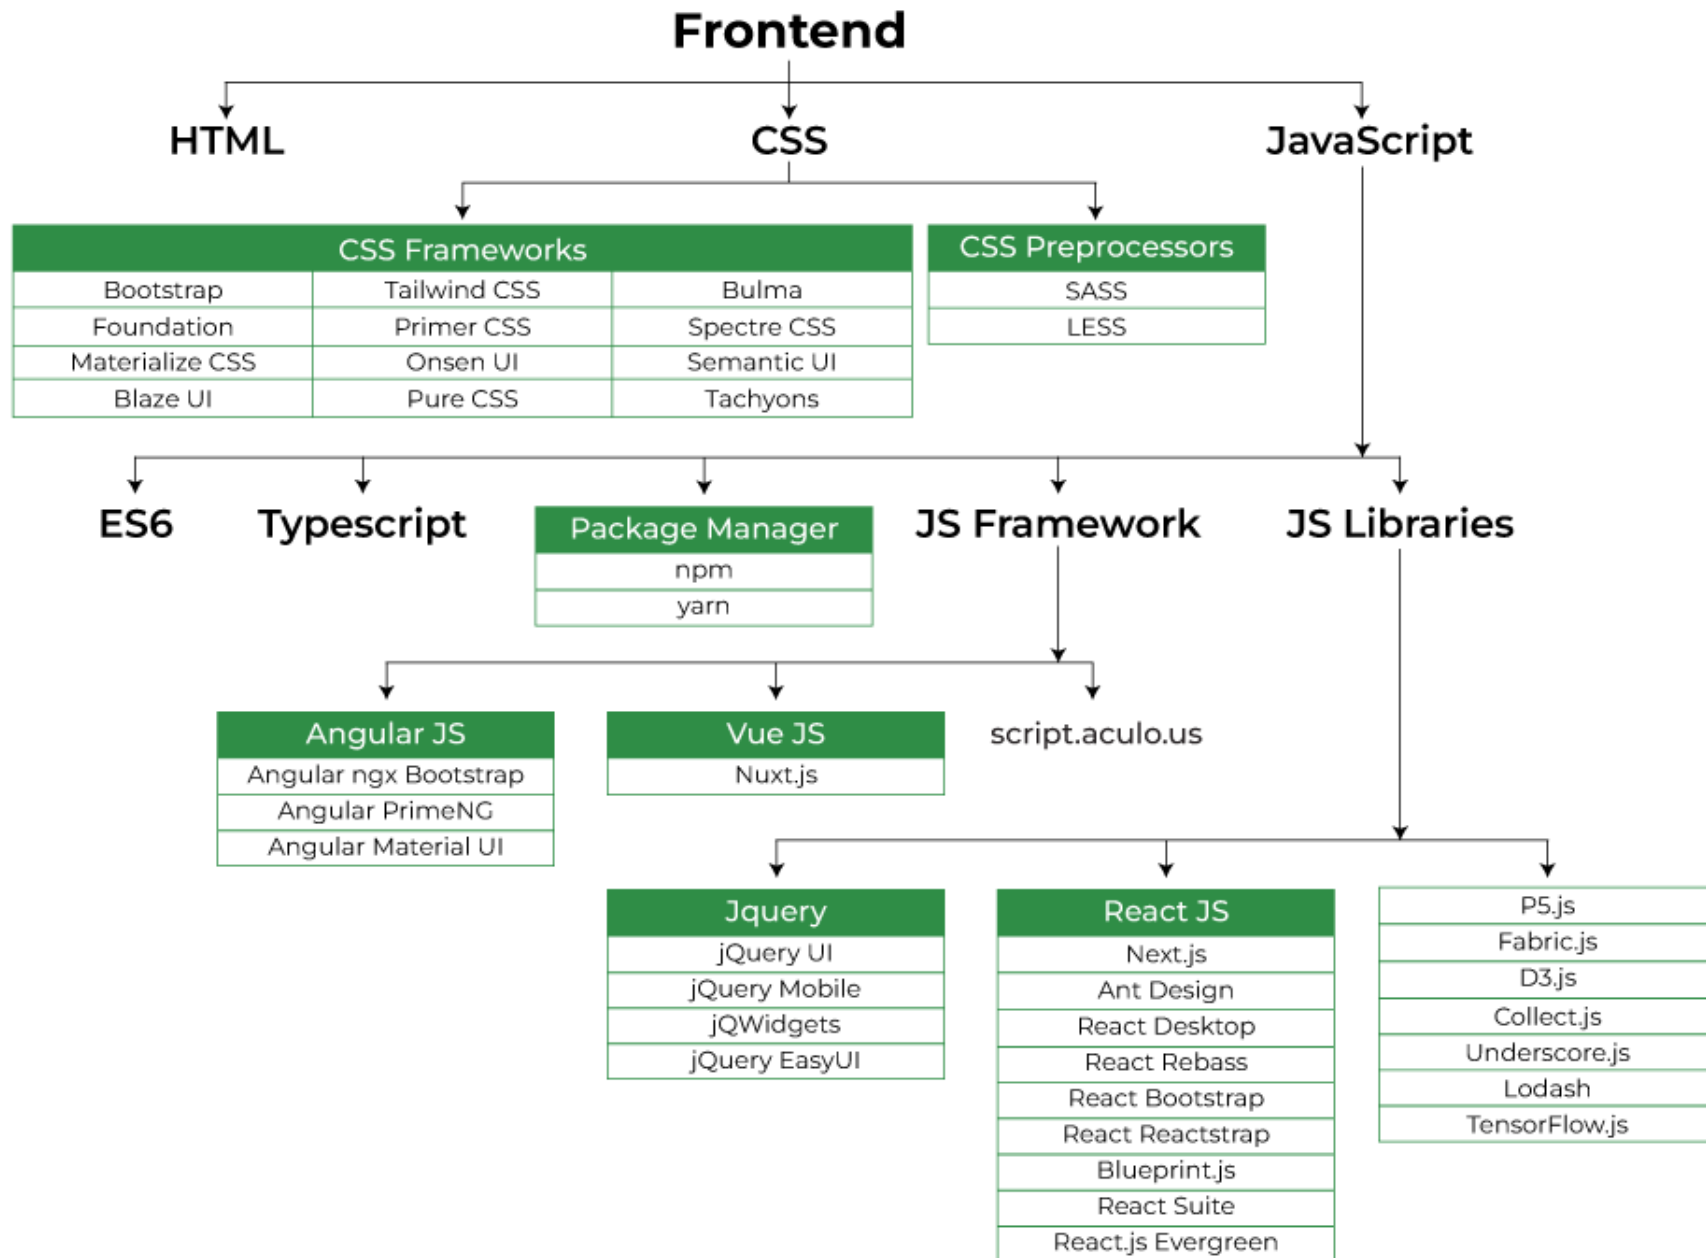 Frontend
HTML
CSS
JavaScript
CSS Frameworks
Bootstrap
Tailwind CSS
Bulma
Foundation
Primer CSS
Spectre CSS
Materialize CSS
Onsen UI
Semantic UI
Blaze UI
Pure CSS
Tachyons
CSS Preprocessors
SASS
LESS
ES6
Typescript
Package Manager
npm
yarn
JS Framework
JS Libraries
Angular JS
Angular ngx Bootstrap
Angular PrimeNG
Angular Material UI
Vue JS
Nuxt.js
script.aculo.us
Jquery
jQuery UI
jQuery Mobile
jQWidgets
jQuery EasyUI
React JS
Next.js
Ant Design
React Desktop
React Rebass
React Bootstrap
React Reactstrap
Blueprint.js
React Suite
React.js Evergreen
P5.js
Fabric.js
D3.js
Collect.js
Underscore.js
Lodash
TensorFlow.js